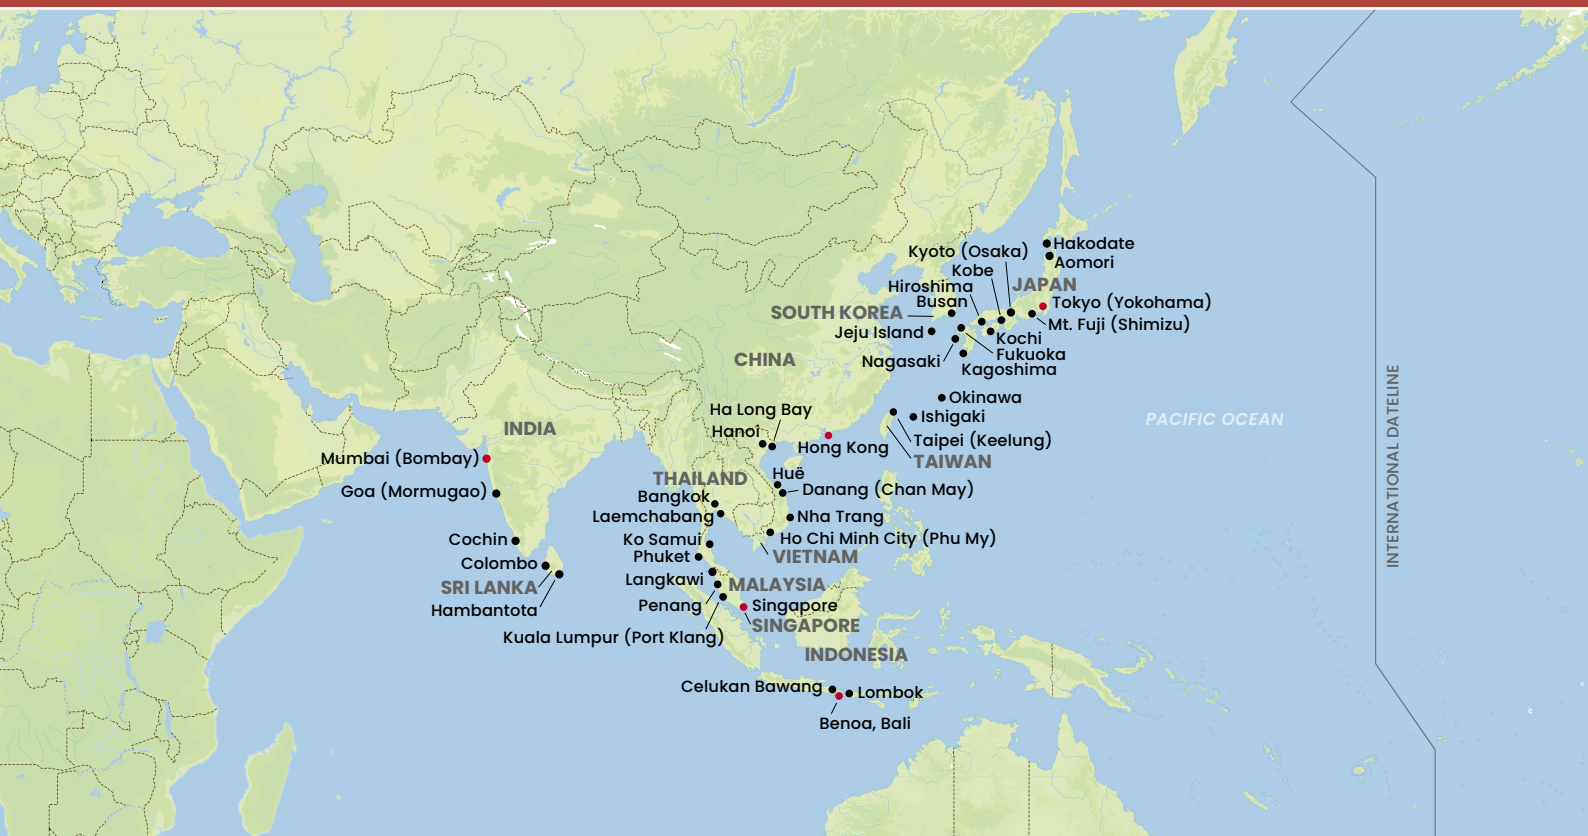 Hakodate
Kyoto (Osaka)
Aomori
Kobe
JAPAN
Hiroshima
Busan
Tokyo (Yokohama)
SOUTH KOREA
Mt. Fuji (Shimizu)
Jeju Island
Kochi
Fukuoka
Nagasaki
Kagoshima
CHINA
Okinawa
Ishigaki
Ha Long Bay
PACIFIC OCEAN
INTERNATIONAL DATELINE
INDIA
Hanoi
Taipei (Keelung)
Hong Kong
TAIWAN
Mumbai (Bombay)
Huë
THAILAND
Goa (Mormugao)
Danang (Chan May)
Bangkok
Laemchabang
Nha Trang
Cochin
Ko Samui
Ho Chi Minh City (Phu My)
Phuket
VIETNAM
Colombo
Langkawi
MALAYSIA
SRI LANKA
Penang
Singapore
Hambantota
SINGAPORE
Kuala Lumpur (Port Klang)
INDONESIA
Celukan Bawang
Lombok
Benoa, Bali